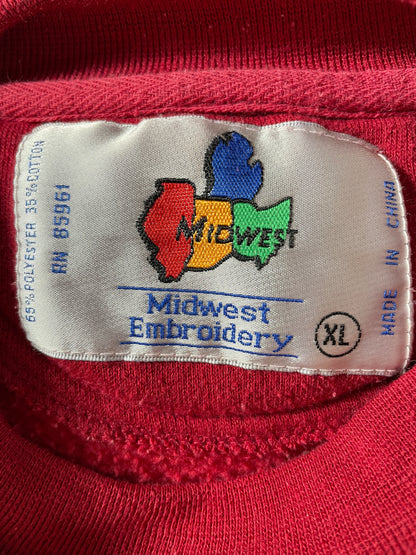 65% POLYESTER 35% COTTON
RN 85961
MIDWEST
Midwest
Embroidery
XL
MADE IN CHINA